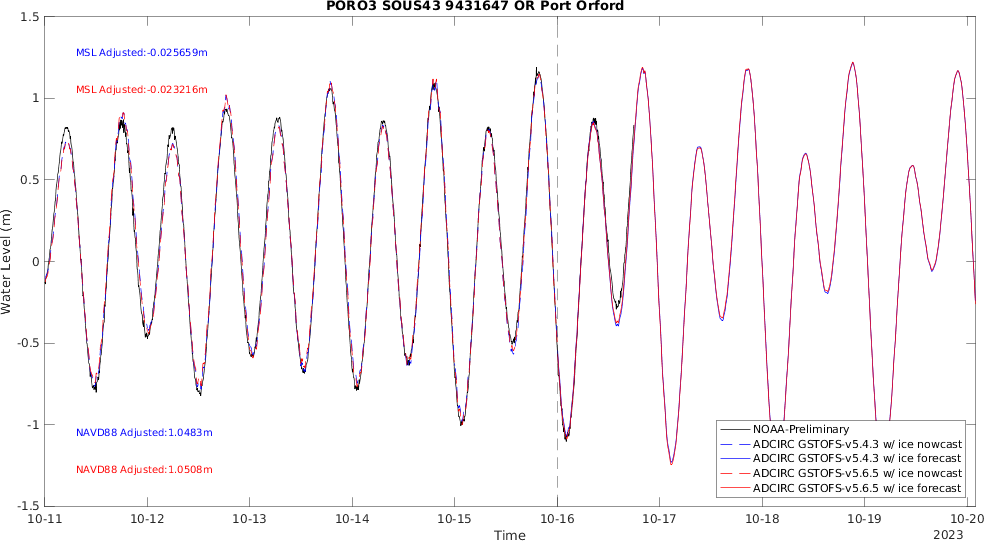 PORO3 SOUS43 9431647 OR Port Orford
1.5
MSL Adjusted:-0.025659m
1
MSL Adjusted:-0.023216m
0.5
0
Water Level (m)
-0.5
-1
NAVD88 Adjusted:1.0483m
NAVD88 Adjusted:1.0508m
-1.5
NOAA-Preliminary
ADCIRC GSTOFS-v5.4.3 w/ ice nowcast
ADCIRC GSTOFS-v5.4.3 w/ ice forecast
ADCIRC GSTOFS-v5.6.5 w/ ice nowcast
ADCIRC GSTOFS-v5.6.5 w/ ice forecast
10-11 10-12 10-13 10-14 10-15 10-16 10-17 10-18 10-19 10-20
Time
2023